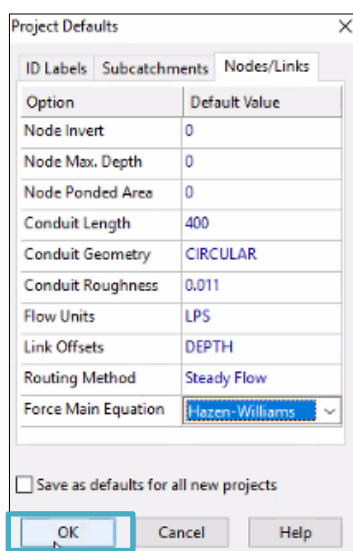 Project Defaults
ID Labels Subcatchments Nodes/Links
Option Default Value
Node Invert 0
Node Max. Depth 0
Node Ponded Area 0
Conduit Length 400
Conduit Geometry CIRCULAR
Conduit Roughness 0.011
Flow Units LPS
Link Offsets DEPTH
Routing Method Steady Flow
Force Main Equation Hazen-Williams
Save as defaults for all new projects
OK Cancel Help